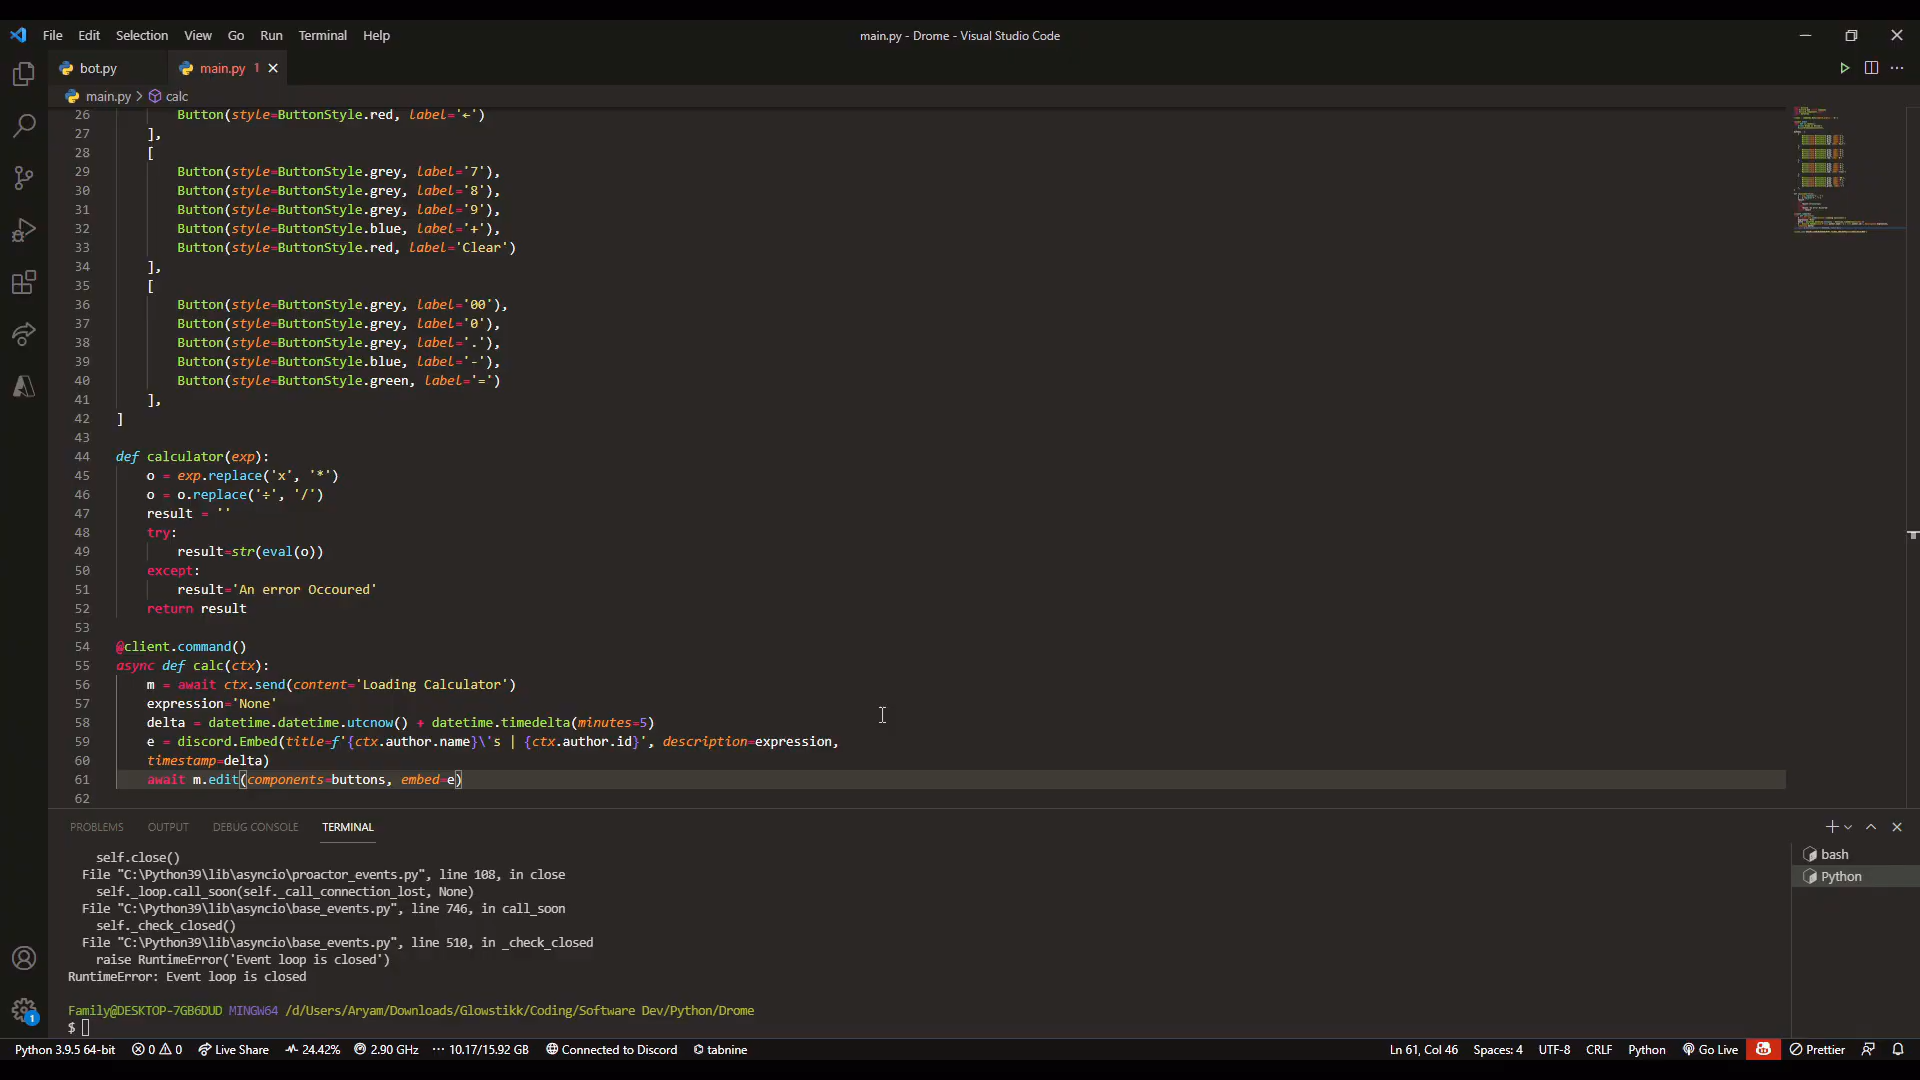 File Edit Selection View Go Run Terminal Help
main.py - Drome - Visual Studio Code
bot.py
main.py 1
main.py > calc
26 Button(style=ButtonStyle.red, label='←')
27 ],
28 [
29 Button(style=ButtonStyle.grey, label='7'),
30 Button(style=ButtonStyle.grey, label='8'),
31 Button(style=ButtonStyle.grey, label='9'),
32 Button(style=ButtonStyle.blue, label='+'),
33 Button(style=ButtonStyle.red, label='Clear')
34 ],
35 [
36 Button(style=ButtonStyle.grey, label='00'),
37 Button(style=ButtonStyle.grey, label='0'),
38 Button(style=ButtonStyle.grey, label='.'),
39 Button(style=ButtonStyle.blue, label='-'),
40 Button(style=ButtonStyle.green, label='=')
41 ],
42 ]
43
44 def calculator(exp):
45 o = exp.replace('x', '*')
46 o = o.replace('÷', '/')
47 result = ''
48 try:
49 result=str(eval(o))
50 except:
51 result='An error Occoured'
52 return result
53
54 @client.command()
55 async def calc(ctx):
56 m = await ctx.send(content='Loading Calculator')
57 expression='None'
58 delta = datetime.datetime.utcnow() + datetime.timedelta(minutes=5)
59 e = discord.Embed(title=f'{ctx.author.name}\'s | {ctx.author.id}', description=expression,
60 timestamp=delta)
61 await m.edit(components=buttons, embed=e)
62
PROBLEMS OUTPUT DEBUG CONSOLE TERMINAL
self.close()
File "C:\Python39\lib\asyncio\proactor_events.py", line 108, in close
self._loop.call_soon(self._call_connection_lost, None)
File "C:\Python39\lib\asyncio\base_events.py", line 746, in call_soon
self._check_closed()
File "C:\Python39\lib\asyncio\base_events.py", line 510, in _check_closed
raise RuntimeError('Event loop is closed')
RuntimeError: Event loop is closed
Family@DESKTOP-7GB6DUD MINGW64 /d/Users/Aryam/Downloads/Glowstikk/Coding/Software Dev/Python/Drome
$
bash
Python
1
Python 3.9.5 64-bit 0 0 Live Share 24.42% 2.90 GHz 10.17/15.92 GB Connected to Discord tabnine Ln 61, Col 46 Spaces: 4 UTF-8 CRLF Python Go Live Prettier